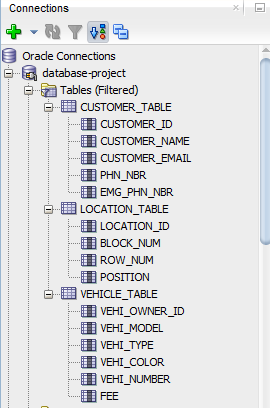 Connections
Oracle Connections
database-project
Tables (Filtered)
CUSTOMER_TABLE
CUSTOMER_ID
CUSTOMER_NAME
CUSTOMER_EMAIL
PHN_NBR
EMG_PHN_NBR
LOCATION_TABLE
LOCATION_ID
BLOCK_NUM
ROW_NUM
POSITION
VEHICLE_TABLE
VEHI_OWNER_ID
VEHI_MODEL
VEHI_TYPE
VEHI_COLOR
VEHI_NUMBER
FEE